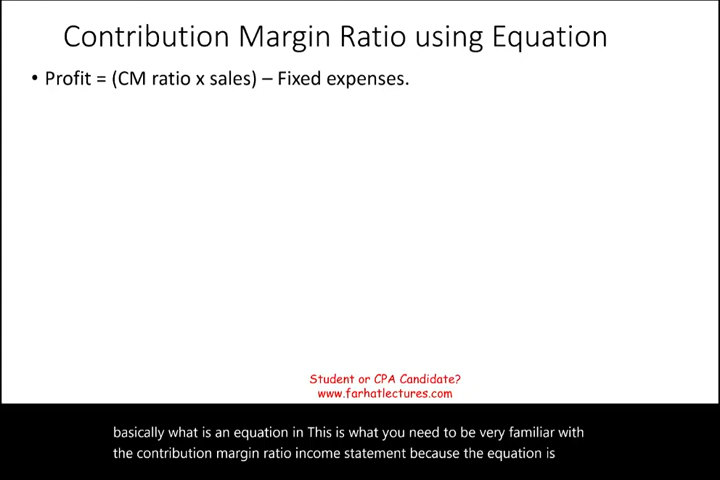 Contribution Margin Ratio using Equation
• Profit = (CM ratio x sales) – Fixed expenses.
Student or CPA Candidate?
www.farhatlectures.com
basically what is an equation in This is what you need to be very familiar with
the contribution margin ratio income statement because the equation is